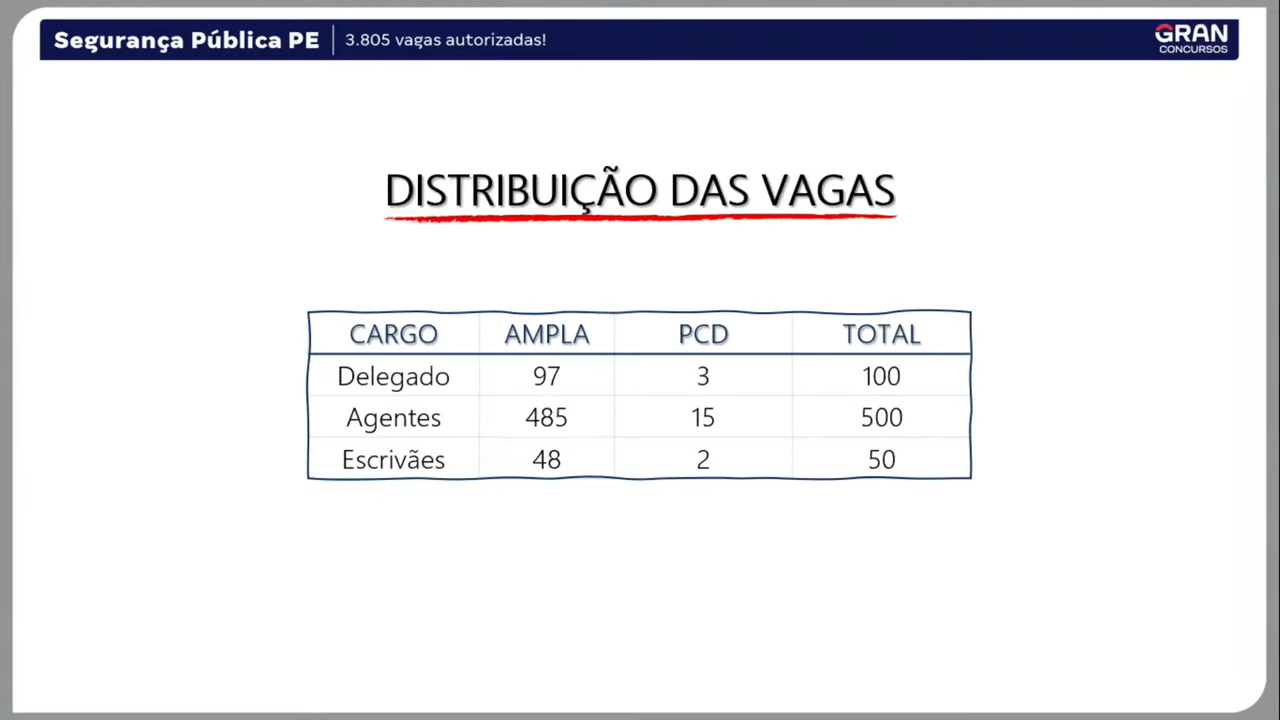 Segurança Pública PE | 3.805 vagas autorizadas!
GRAN
CONCURSOS
DISTRIBUIÇÃO DAS VAGAS
CARGO AMPLA PCD TOTAL
Delegado 97 3 100
Agentes 485 15 500
Escrivães 48 2 50